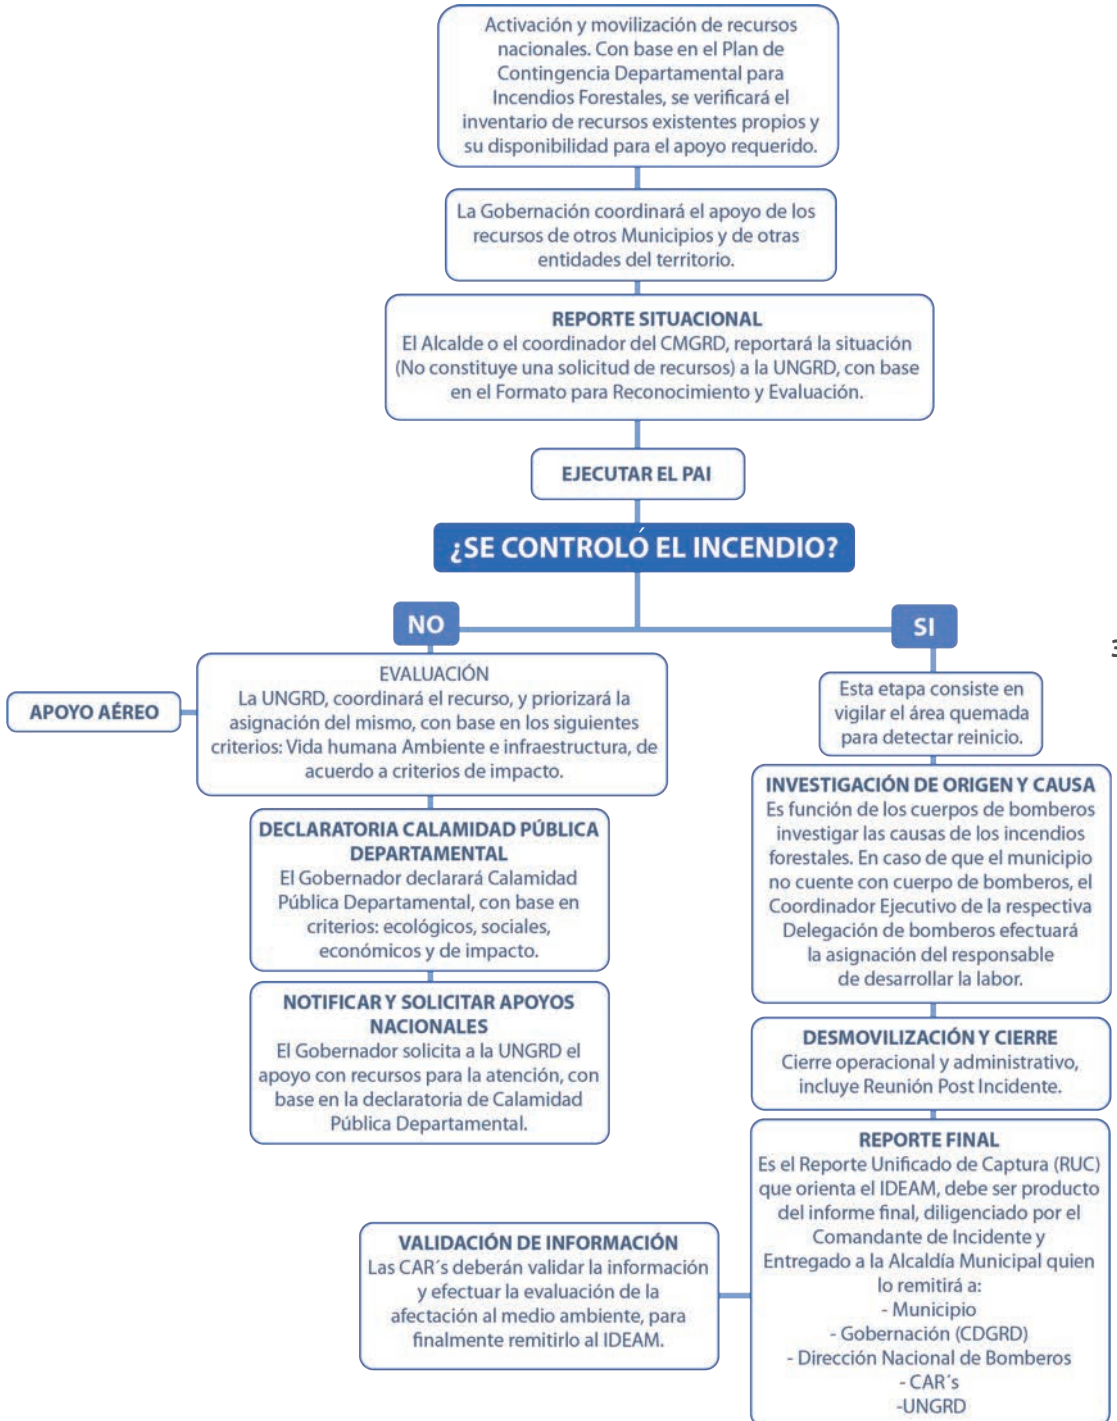 Activación y movilización de recursos
nacionales. Con base en el Plan de
Contingencia Departamental para
Incendios Forestales, se verificará el
inventario de recursos existentes propios y
su disponibilidad para el apoyo requerido.
La Gobernación coordinará el apoyo de los
recursos de otros Municipios y de otras
entidades del territorio.
REPORTE SITUACIONAL
El Alcalde o el coordinador del CMGRD, reportará la situación
(No constituye una solicitud de recursos) a la UNGRD, con base
en el Formato para Reconocimiento y Evaluación.
EJECUTAR EL PAI
¿SE CONTROLÓ EL INCENDIO?
NO
EVALUACIÓN
La UNGRD, coordinará el recurso, y priorizará la
asignación del mismo, con base en los siguientes
criterios: Vida humana Ambiente e infraestructura, de
acuerdo a criterios de impacto.
APOYO AÉREO
DECLARATORIA CALAMIDAD PÚBLICA
DEPARTAMENTAL
El Gobernador declarará Calamidad
Pública Departamental, con base en
criterios: ecológicos, sociales,
económicos y de impacto.
NOTIFICAR Y SOLICITAR APOYOS
NACIONALES
El Gobernador solicita a la UNGRD el
apoyo con recursos para la atención, con
base en la declaratoria de Calamidad
Pública Departamental.
SI
Esta etapa consiste en
vigilar el área quemada
para detectar reinicio.
INVESTIGACIÓN DE ORIGEN Y CAUSA
Es función de los cuerpos de bomberos
investigar las causas de los incendios
forestales. En caso de que el municipio
no cuente con cuerpo de bomberos, el
Coordinador Ejecutivo de la respectiva
Delegación de bomberos efectuará
la asignación del responsable
de desarrollar la labor.
DESMOVILIZACIÓN Y CIERRE
Cierre operacional y administrativo,
incluye Reunión Post Incidente.
REPORTE FINAL
Es el Reporte Unificado de Captura (RUC)
que orienta el IDEAM, debe ser producto
del informe final, diligenciado por el
Comandante de Incidente y
Entregado a la Alcaldía Municipal quien
lo remitirá a:
- Municipio
- Gobernación (CDGRD)
- Dirección Nacional de Bomberos
- CAR´s
-UNGRD
VALIDACIÓN DE INFORMACIÓN
Las CAR´s deberán validar la información
y efectuar la evaluación de la
afectación al medio ambiente, para
finalmente remitirlo al IDEAM.